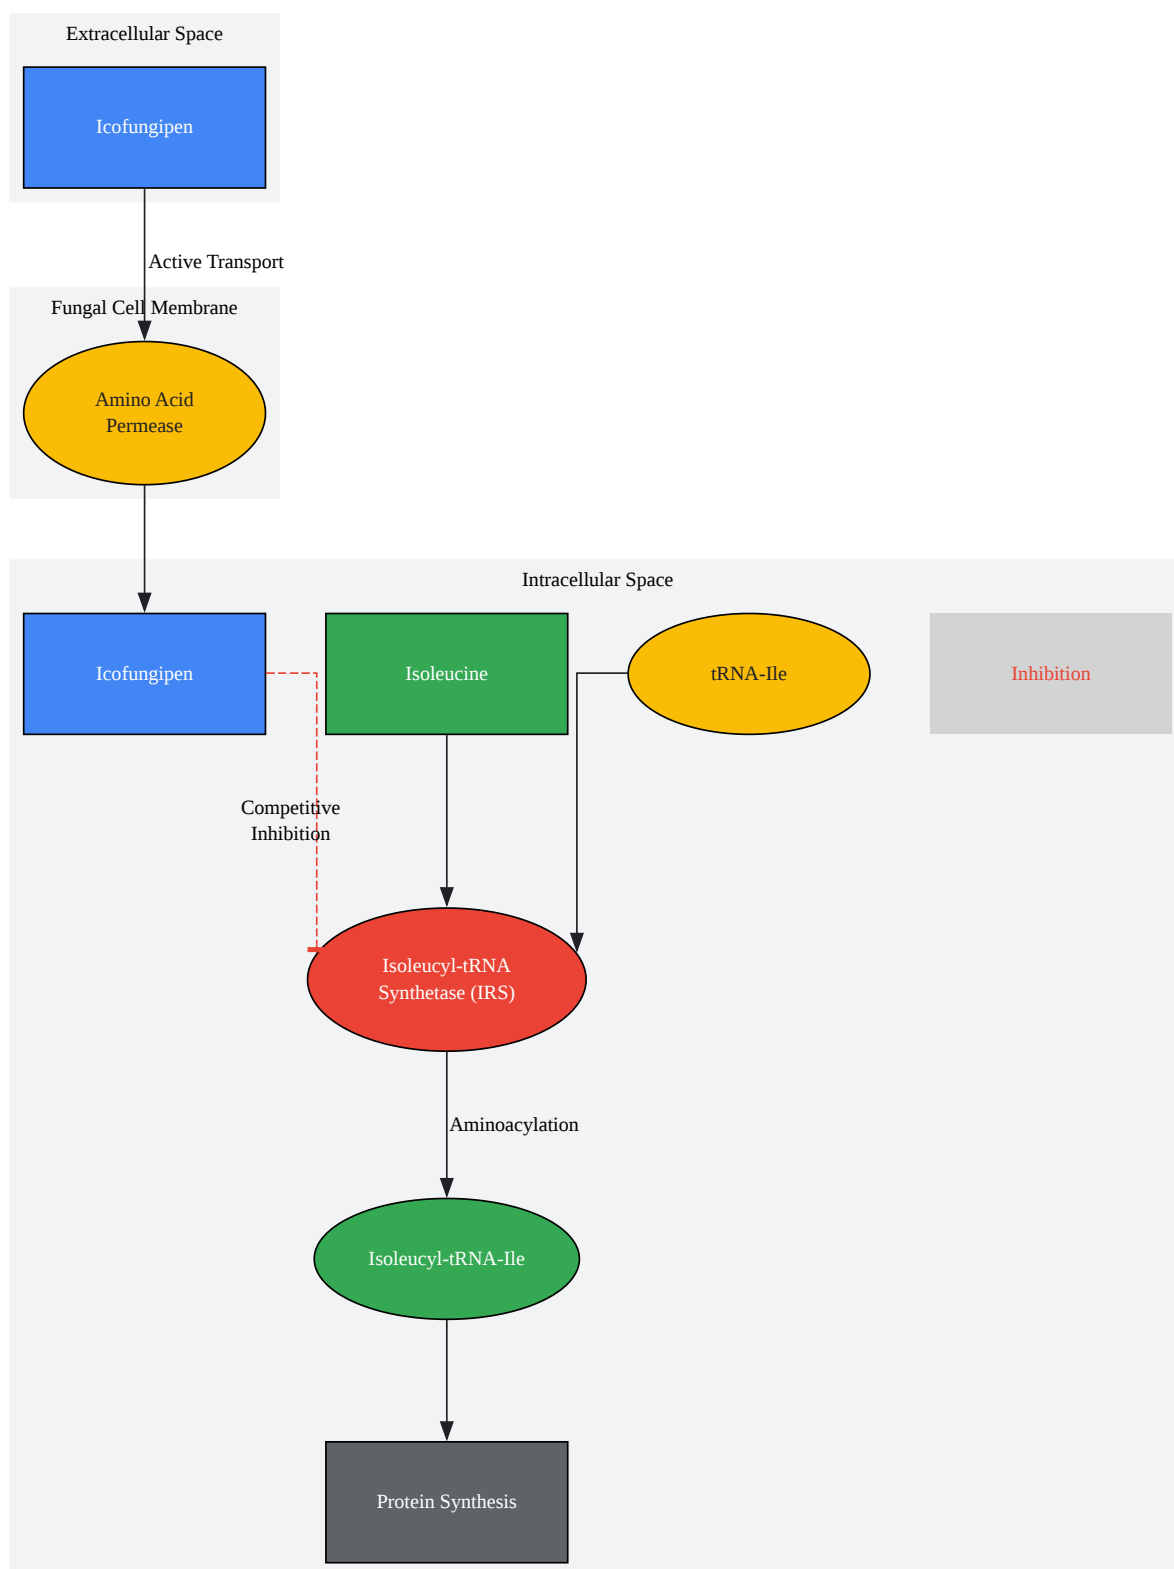 Extracellular Space
Icofungipen
Active Transport
Fungal Cell Membrane
Amino Acid
Permease
Intracellular Space
Icofungipen
Isoleucine
tRNA-Ile
Inhibition
Competitive
Inhibition
Isoleucyl-tRNA
Synthetase (IRS)
Aminoacylation
Isoleucyl-tRNA-Ile
Protein Synthesis